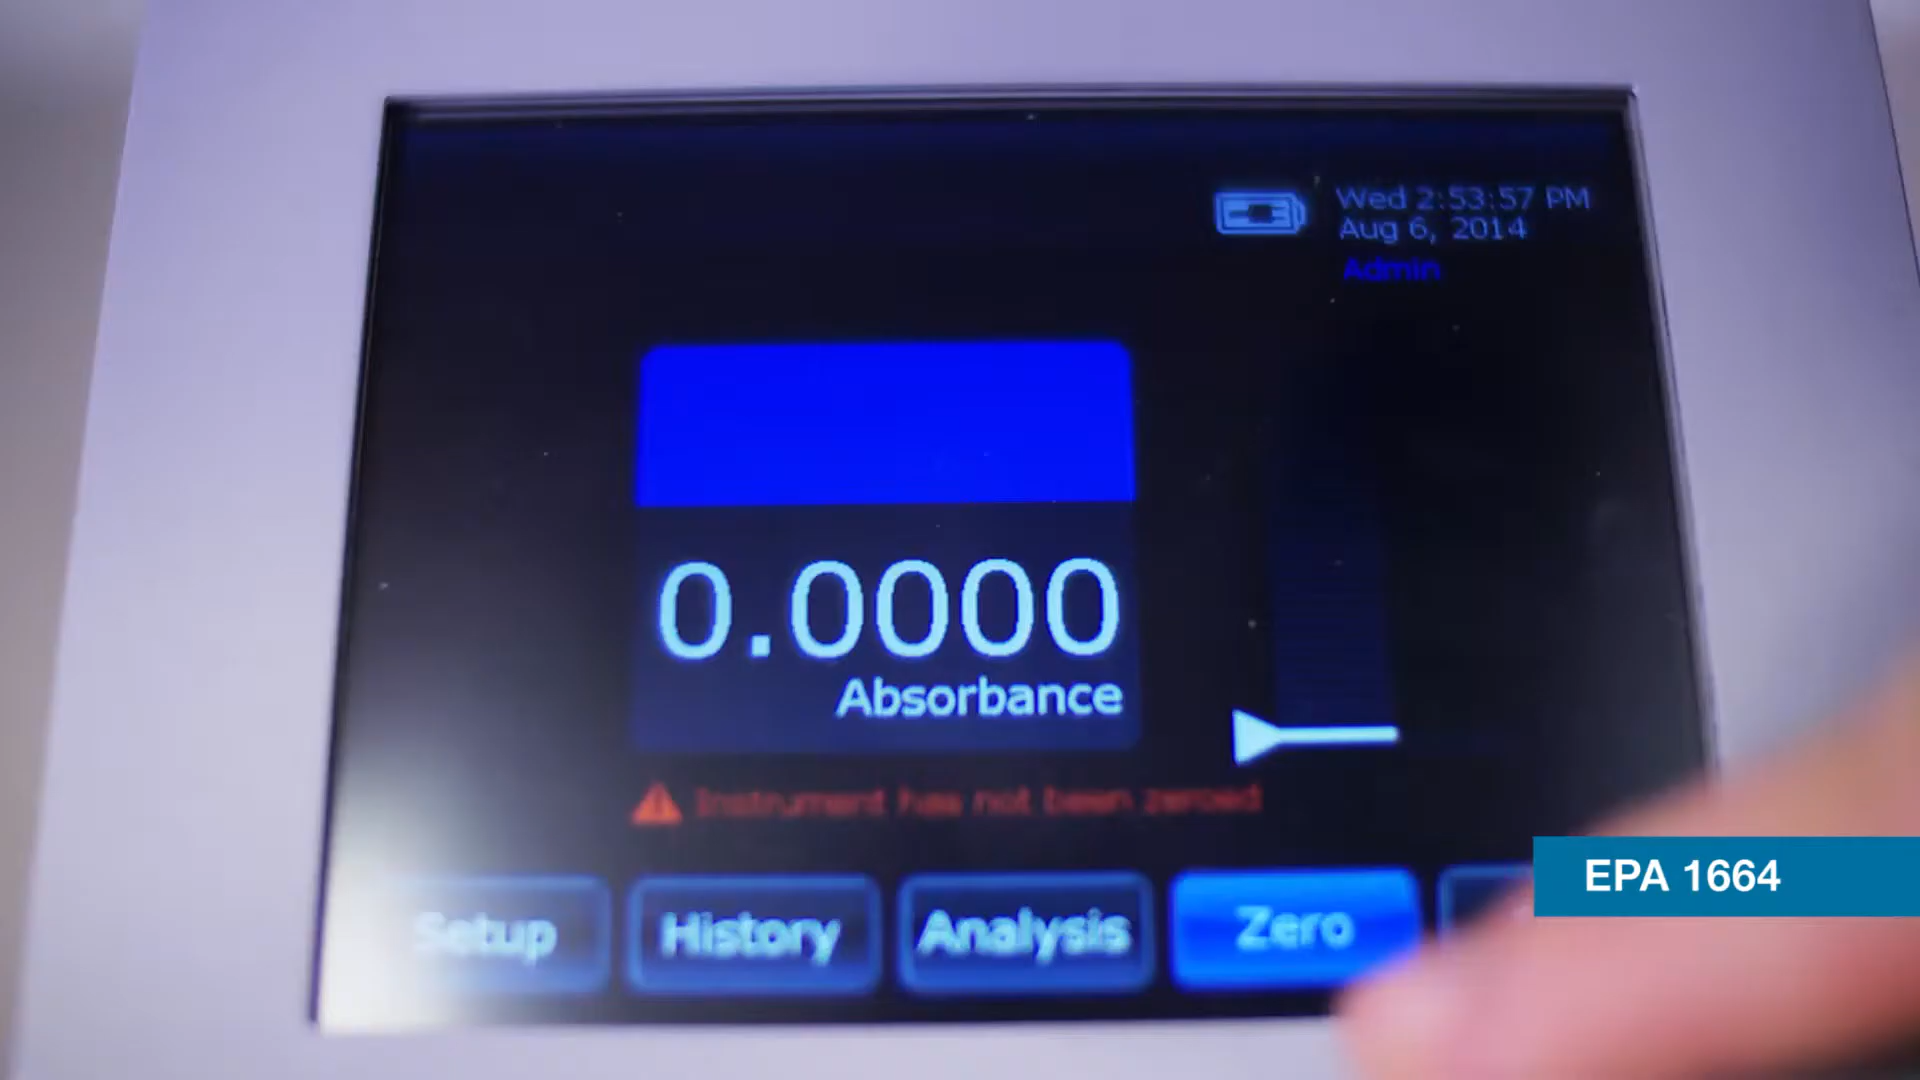 Wed 2:53:57 PM
Aug 6, 2014
Admin
0.0000
Absorbance
Instrument has not been zeroed
Setup
History
Analysis
Zero
EPA 1664